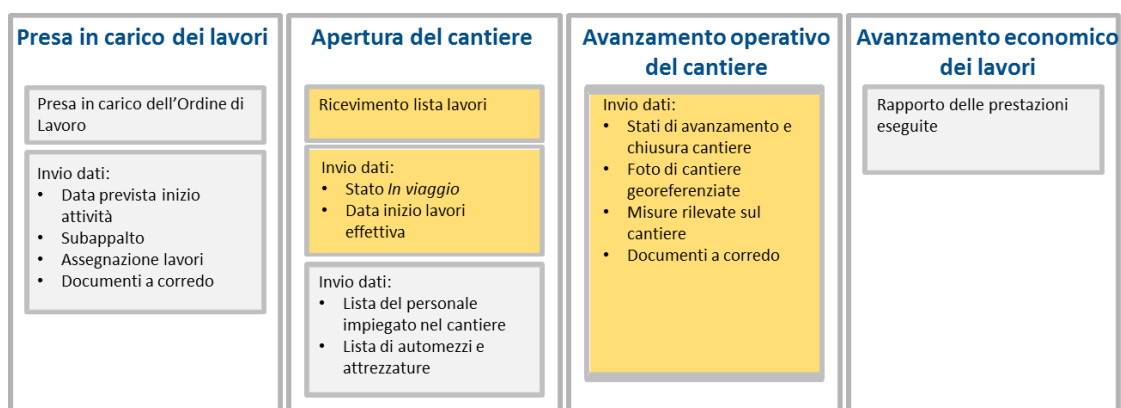 Presa in carico dei lavori
Presa in carico dell'Ordine di
Lavoro
Invio dati:
• Data prevista inizio
attività
• Subappalto
• Assegnazione lavori
• Documenti a corredo
Apertura del cantiere
Ricevimento lista lavori
Invio dati:
• Stato In viaggio
• Data inizio lavori
effettiva
Invio dati:
• Lista del personale
impiegato nel cantiere
• Lista di automezzi e
attrezzature
Avanzamento operativo
del cantiere
Invio dati:
• Stati di avanzamento e
chiusura cantiere
• Foto di cantiere
georeferenziate
• Misure rilevate sul
cantiere
• Documenti a corredo
Avanzamento economico
dei lavori
Rapporto delle prestazioni
eseguite